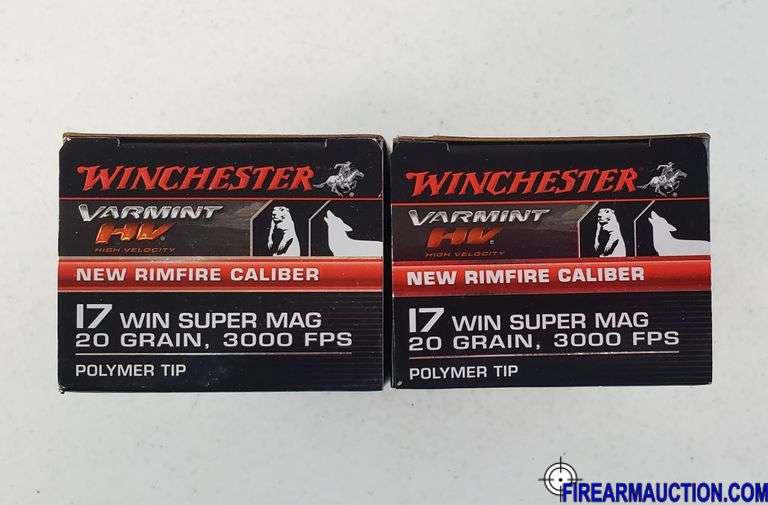 WINCHESTER
VARMINT
HV
HIGH VELOCITY
NEW RIMFIRE CALIBER
17 WIN SUPER MAG
20 GRAIN, 3000 FPS
POLYMER TIP
WINCHESTER
VARMINT
HV
HIGH VELOCITY
NEW RIMFIRE CALIBER
17 WIN SUPER MAG
20 GRAIN, 3000 FPS
POLYMER TIP
FIREARMAUCTION.COM